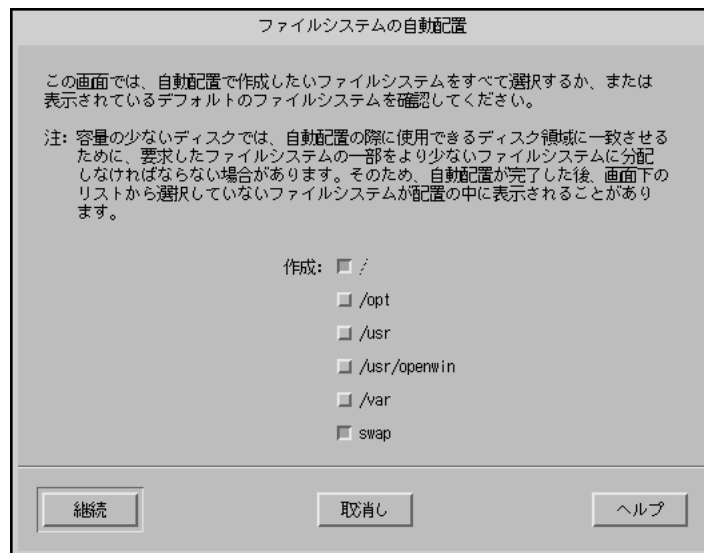 ファイルシステムの自動配置
この画面では、自動配置で作成したいファイルシステムをすべて選択するか、または
表示されているデフォルトのファイルシステムを確認してください。
注: 容量の少ないディスクでは、自動配置の際に使用できるディスク領域に一致させる
ために、要求したファイルシステムの一部をより少ないファイルシステムに分配
しなければならない場合があります。そのため、自動配置が完了した後、画面下の
リストから選択していないファイルシステムが配置の中に表示されることがあり
ます。
作成: /
/opt
/usr
/usr/openwin
/var
swap
継続 取消し ヘルプ